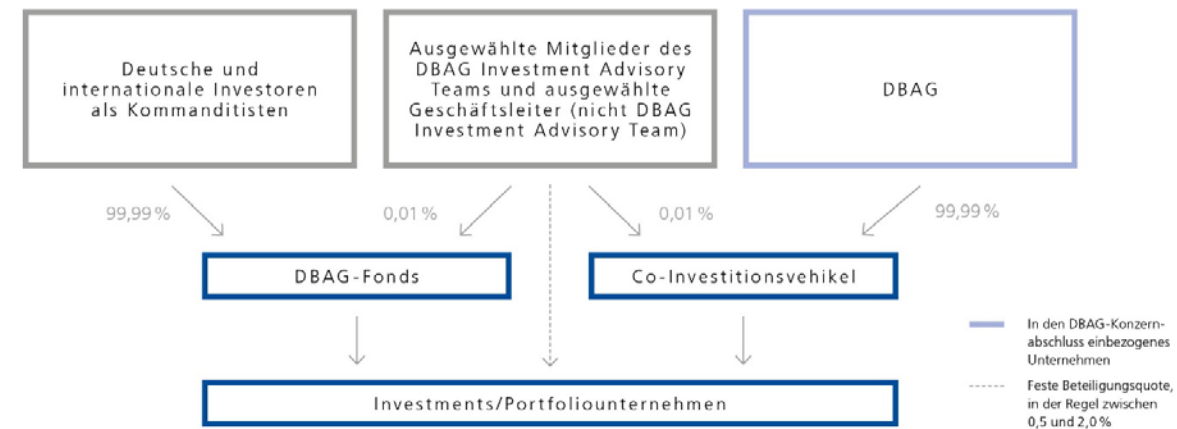 Deutsche und
internationale Investoren
als Kommanditisten
Ausgewählte Mitglieder des
DBAG Investment Advisory
Teams und ausgewählte
Geschäftsleiter (nicht DBAG
Investment Advisory Team)
DBAG
99,99 %
0,01 %
0,01 %
99,99 %
DBAG-Fonds
Co-Investitionsvehikel
Investments/Portfoliounternehmen
In den DBAG-Konzern-
abschluss einbezogenes
Unternehmen
Feste Beteiligungsquote,
in der Regel zwischen
0,5 und 2,0 %